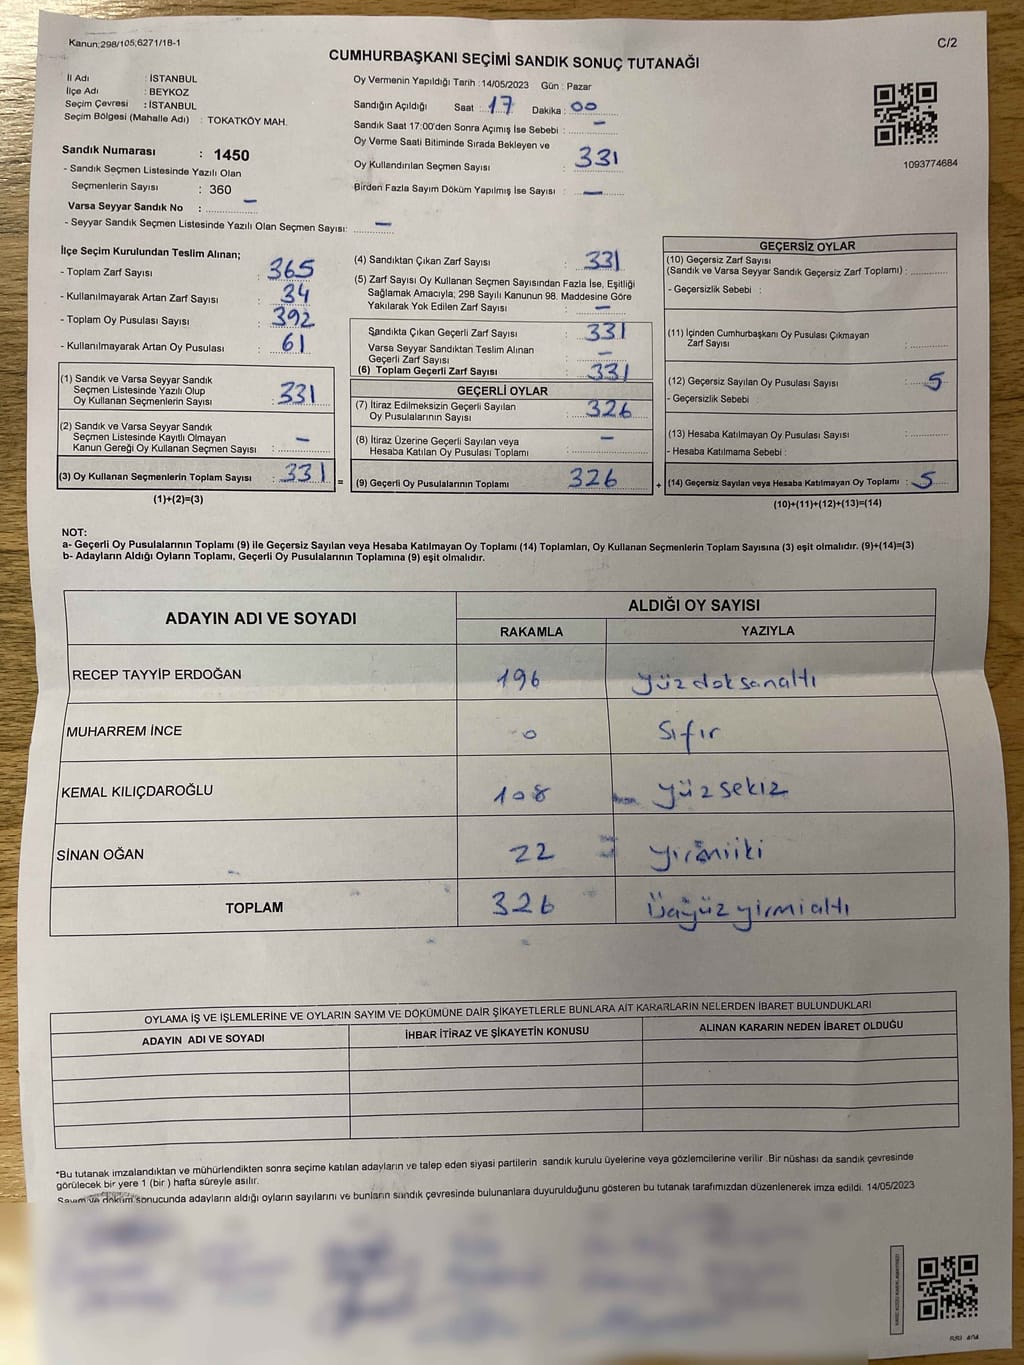 Kanun;298/105,6271/18-1
C/2
CUMHURBAŞKANI SEÇİMİ SANDIK SONUÇ TUTANAĞI
İl Adı : İSTANBUL
İlçe Adı : BEYKOZ
Seçim Çevresi : İSTANBUL
Seçim Bölgesi (Mahalle Adı) : TOKATKÖY MAH.
Oy Vermenin Yapıldığı Tarih : 14/05/2023 Gün : Pazar
Sandığın Açıldığı Saat : 17 Dakika : 00
Sandık Saat 17:00'den Sonra Açımış İse Sebebi : –
Oy Verme Saati Bitiminde Sırada Bekleyen ve
Oy Kullandırılan Seçmen Sayısı : 331
Birden Fazla Sayım Döküm Yapılmış İse Sayısı : –
1093774684
Sandık Numarası : 1450
- Sandık Seçmen Listesinde Yazılı Olan
Seçmenlerin Sayısı : 360
Varsa Seyyar Sandık No : –
- Seyyar Sandık Seçmen Listesinde Yazılı Olan Seçmen Sayısı: –
İlçe Seçim Kurulundan Teslim Alınan;
- Toplam Zarf Sayısı : 365
- Kullanılmayarak Artan Zarf Sayısı : 34
- Toplam Oy Pusulası Sayısı : 392
- Kullanılmayarak Artan Oy Pusulası : 61
(1) Sandık ve Varsa Seyyar Sandık
Seçmen Listesinde Yazılı Olup
Oy Kullanan Seçmenlerin Sayısı : 331
(2) Sandık ve Varsa Seyyar Sandık
Seçmen Listesinde Kayıtlı Olmayan
Kanun Gereği Oy Kullanan Seçmen Sayısı : –
(3) Oy Kullanan Seçmenlerin Toplam Sayısı : 331 =
(1)+(2)=(3)
(4) Sandıktan Çıkan Zarf Sayısı : 331
(5) Zarf Sayısı Oy Kullanan Seçmen Sayısından Fazla İse, Eşitliği
Sağlamak Amacıyla; 298 Sayılı Kanunun 98. Maddesine Göre
Yakılarak Yok Edilen Zarf Sayısı : –
Sandıkta Çıkan Geçerli Zarf Sayısı : 331
Varsa Seyyar Sandıktan Teslim Alınan
Geçerli Zarf Sayısı : –
(6) Toplam Geçerli Zarf Sayısı : 331
GEÇERLİ OYLAR
(7) İtiraz Edilmeksizin Geçerli Sayılan
Oy Pusulalarının Sayısı : 326
(8) İtiraz Üzerine Geçerli Sayılan veya
Hesaba Katılan Oy Pusulası Toplamı : –
(9) Geçerli Oy Pusulalarının Toplamı 326 +
GEÇERSİZ OYLAR
(10) Geçersiz Zarf Sayısı
(Sandık ve Varsa Seyyar Sandık Geçersiz Zarf Toplamı) :
- Geçersizlik Sebebi :
(11) İçinden Cumhurbaşkanı Oy Pusulası Çıkmayan
Zarf Sayısı :
(12) Geçersiz Sayılan Oy Pusulası Sayısı : 5
- Geçersizlik Sebebi :
(13) Hesaba Katılmayan Oy Pusulası Sayısı :
- Hesaba Katılmama Sebebi :
(14) Geçersiz Sayılan veya Hesaba Katılmayan Oy Toplamı : 5
(10)+(11)+(12)+(13)=(14)
NOT:
a- Geçerli Oy Pusulalarının Toplamı (9) ile Geçersiz Sayılan veya Hesaba Katılmayan Oy Toplamı (14) Toplamları, Oy Kullanan Seçmenlerin Toplam Sayısına (3) eşit olmalıdır. (9)+(14)=(3)
b- Adayların Aldığı Oyların Toplamı, Geçerli Oy Pusulalarının Toplamına (9) eşit olmalıdır.
ADAYIN ADI VE SOYADI
ALDIĞI OY SAYISI
RAKAMLA YAZIYLA
RECEP TAYYİP ERDOĞAN 196 yüz doksanaltı
MUHARREM İNCE 0 sıfır
KEMAL KILIÇDAROĞLU 108 yüz sekiz
SİNAN OĞAN 22 yirmiiki
TOPLAM 326 üçyüz yirmi altı
OYLAMA İŞ VE İŞLEMLERİNE VE OYLARIN SAYIM VE DÖKÜMÜNE DAİR ŞİKAYETLERLE BUNLARA AİT KARARLARIN NELERDEN İBARET BULUNDUKLARI
ADAYIN ADI VE SOYADI İHBAR İTİRAZ VE ŞİKAYETİN KONUSU ALINAN KARARIN NEDEN İBARET OLDUĞU
*Bu tutanak imzalandıktan ve mühürlendikten sonra seçime katılan adayların ve talep eden siyasi partilerin sandık kurulu üyelerine veya gözlemcilerine verilir .Bir nüshası da sandık çevresinde
görülecek bir yere 1 (bir ) hafta süreyle asılır.
Sayım ve döküm sonucunda adayların aldığı oyların sayılarını ve bunların sandık çevresinde bulunanlara duyurulduğunu gösteren bu tutanak tarafımızdan düzenlenerek imza edildi. 14/05/2023